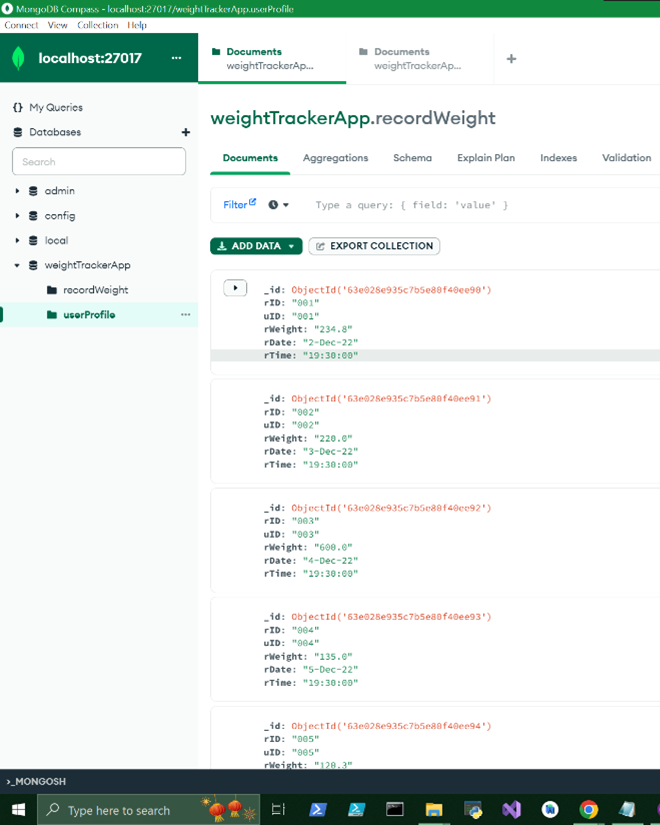 MongoDB Compass - localhost:27017/weightTrackerApp.userProfile
Connect View Collection Help
localhost:27017
...
Documents
weightTrackerApp...
Documents
weightTrackerApp...
+
{} My Queries
Databases
+
Search
admin
config
local
weightTrackerApp
recordWeight
userProfile
...
weightTrackerApp.recordWeight
Documents Aggregations Schema Explain Plan Indexes Validation
Filter Type a query: { field: 'value' }
ADD DATA EXPORT COLLECTION
_id: ObjectId('63e028e935c7b5e80f40ee90')
rID: "001"
uID: "001"
rWeight: "234.8"
rDate: "2-Dec-22"
rTime: "19:30:00"
_id: ObjectId('63e028e935c7b5e80f40ee91')
rID: "002"
uID: "002"
rWeight: "220.0"
rDate: "3-Dec-22"
rTime: "19:30:00"
_id: ObjectId('63e028e935c7b5e80f40ee92')
rID: "003"
uID: "003"
rWeight: "600.0"
rDate: "4-Dec-22"
rTime: "19:30:00"
_id: ObjectId('63e028e935c7b5e80f40ee93')
rID: "004"
uID: "004"
rWeight: "135.0"
rDate: "5-Dec-22"
rTime: "19:30:00"
_id: ObjectId('63e028e935c7b5e80f40ee94')
rID: "005"
uID: "005"
rWeight: "120.3"
>_MONGOSH
Type here to search